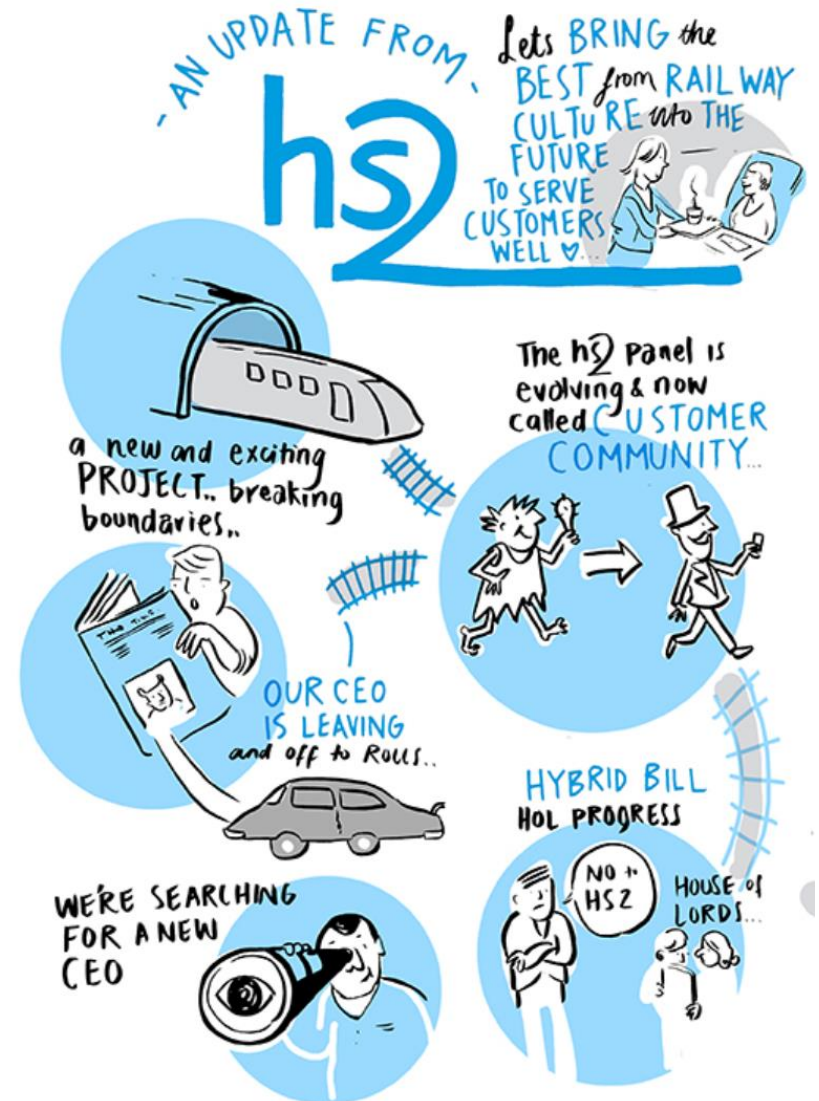 - AN UPDATE FROM -
hs2
Lets BRING the
BEST from RAILWAY
CULTURE into THE
FUTURE
TO SERVE
CUSTOMERS
WELL ♡...
a new and exciting
PROJECT.. breaking
boundaries..
The hs2 panel is
evolving & now
called CUSTOMER
COMMUNITY...
OUR CEO
IS LEAVING
and off to ROLLS..
HYBRID BILL
HOL PROGRESS
NO to
HS2
HOUSE of
LORDS...
WE'RE SEARCHING
FOR A NEW
CEO